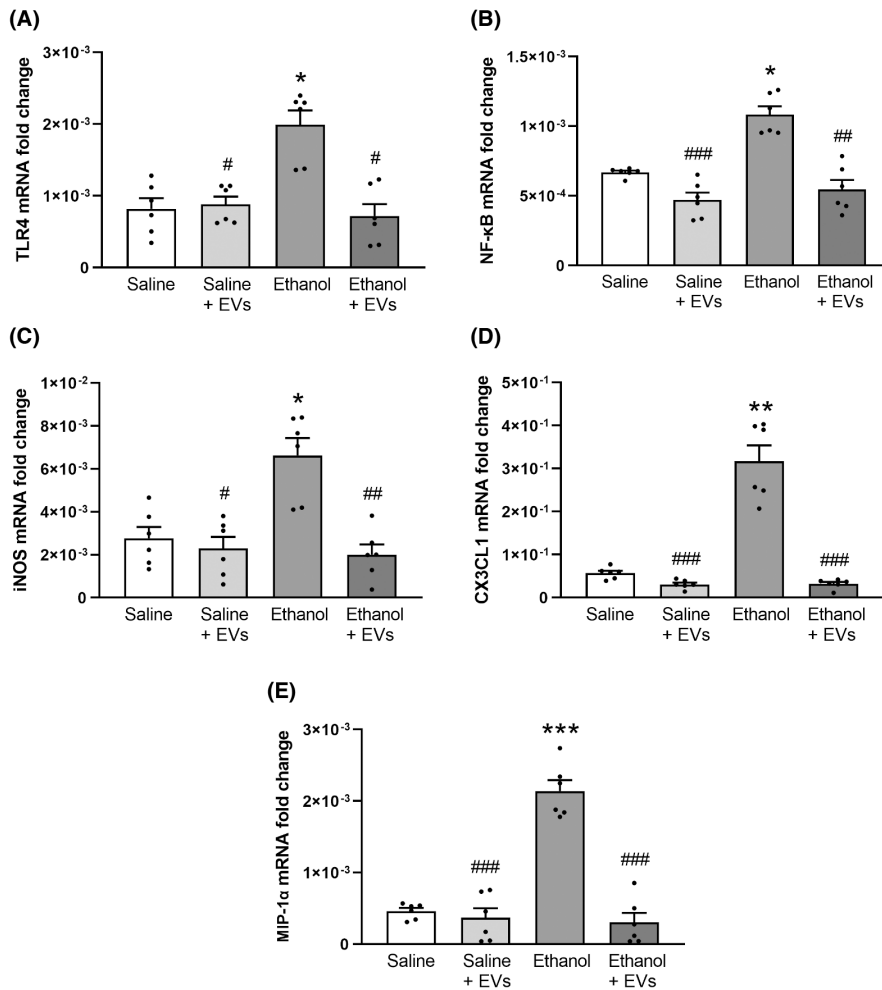 (A)
TLR4 mRNA fold change
3×10⁻³
2×10⁻³
1×10⁻³
0
*
#
#
Saline
Saline
+ EVs
Ethanol
Ethanol
+ EVs
(B)
NF-κB mRNA fold change
1.5×10⁻³
1×10⁻³
5×10⁻⁴
0
###
*
##
Saline
Saline
+ EVs
Ethanol
Ethanol
+ EVs
(C)
iNOS mRNA fold change
1×10⁻²
8×10⁻³
6×10⁻³
4×10⁻³
2×10⁻³
0
#
*
##
Saline
Saline
+ EVs
Ethanol
Ethanol
+ EVs
(D)
CX3CL1 mRNA fold change
5×10⁻¹
4×10⁻¹
3×10⁻¹
1×10⁻¹
0
###
**
###
Saline
Saline
+ EVs
Ethanol
Ethanol
+ EVs
(E)
MIP-1α mRNA fold change
3×10⁻³
2×10⁻³
1×10⁻³
0
###
***
###
Saline
Saline
+ EVs
Ethanol
Ethanol
+ EVs